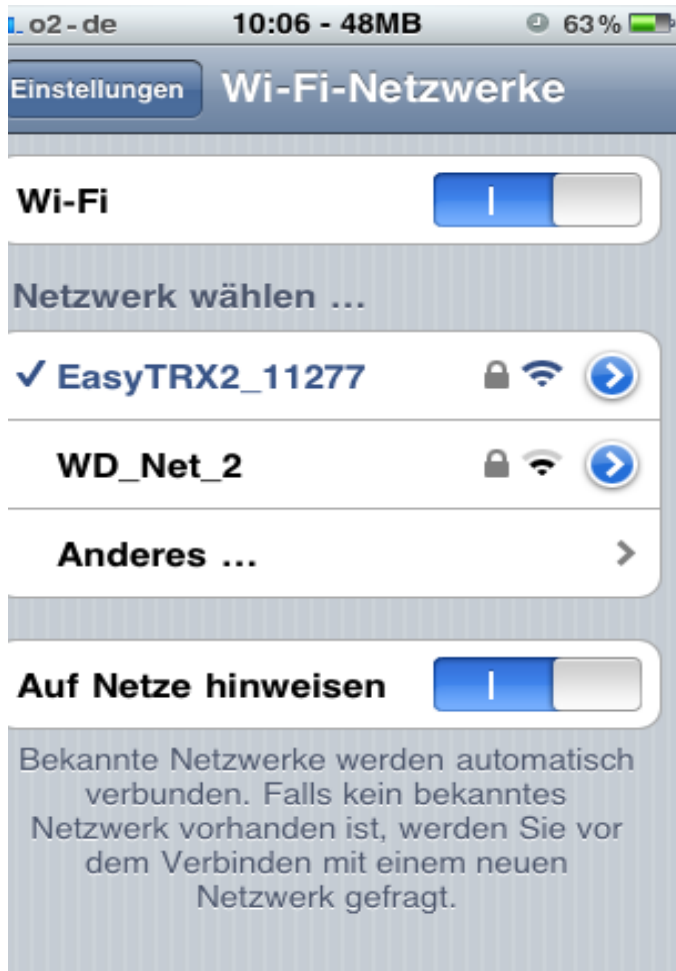 o2-de 10:06 - 48MB 63%
Einstellungen Wi-Fi-Netzwerke
Wi-Fi
Netzwerk wählen ...
EasyTRX2_11277
WD_Net_2
Anderes ...
Auf Netze hinweisen
Bekannte Netzwerke werden automatisch
verbunden. Falls kein bekanntes
Netzwerk vorhanden ist, werden Sie vor
dem Verbinden mit einem neuen
Netzwerk gefragt.